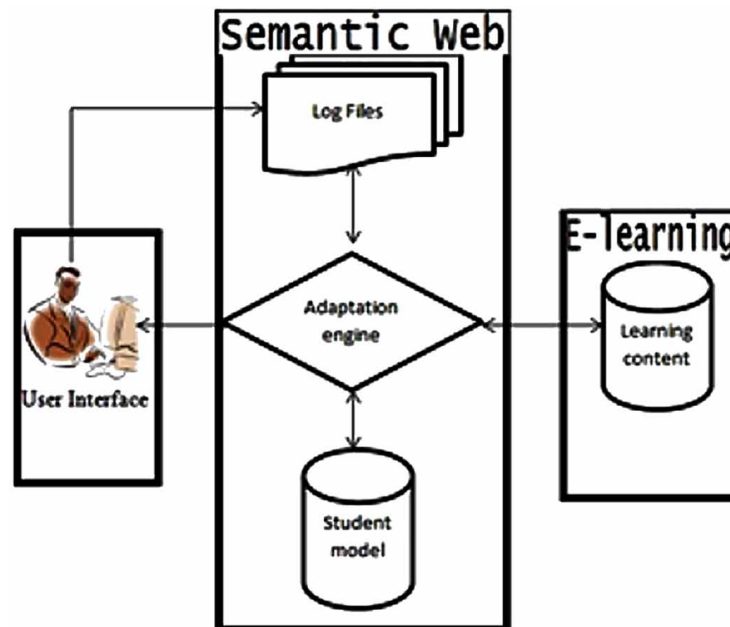 Semantic Web
Log Files
E-learning
Adaptation
engine
Learning
content
User Interface
Student
model